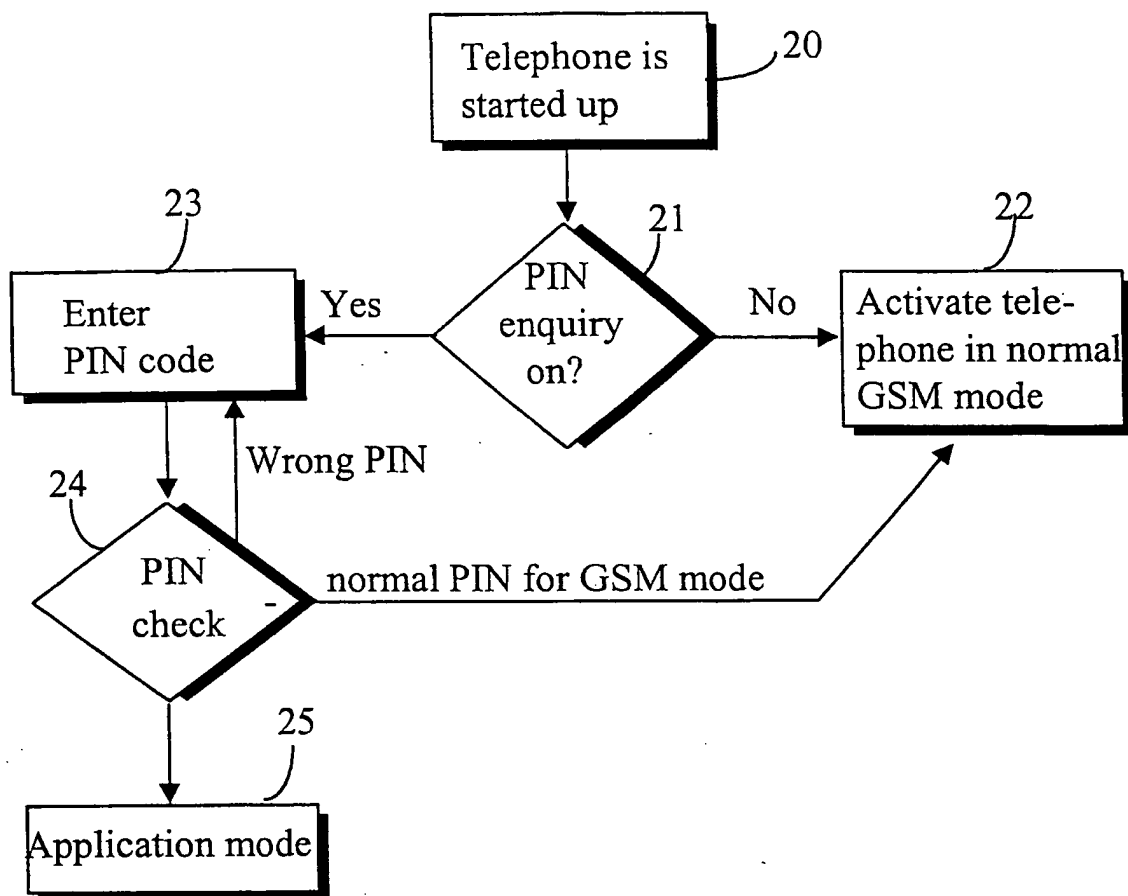 Telephone is
started up
20
23
21
22
Enter
PIN code
Yes
PIN
enquiry
on?
No
Activate tele-
phone in normal
GSM mode
Wrong PIN
24
PIN
check
normal PIN for GSM mode
25
Application mode